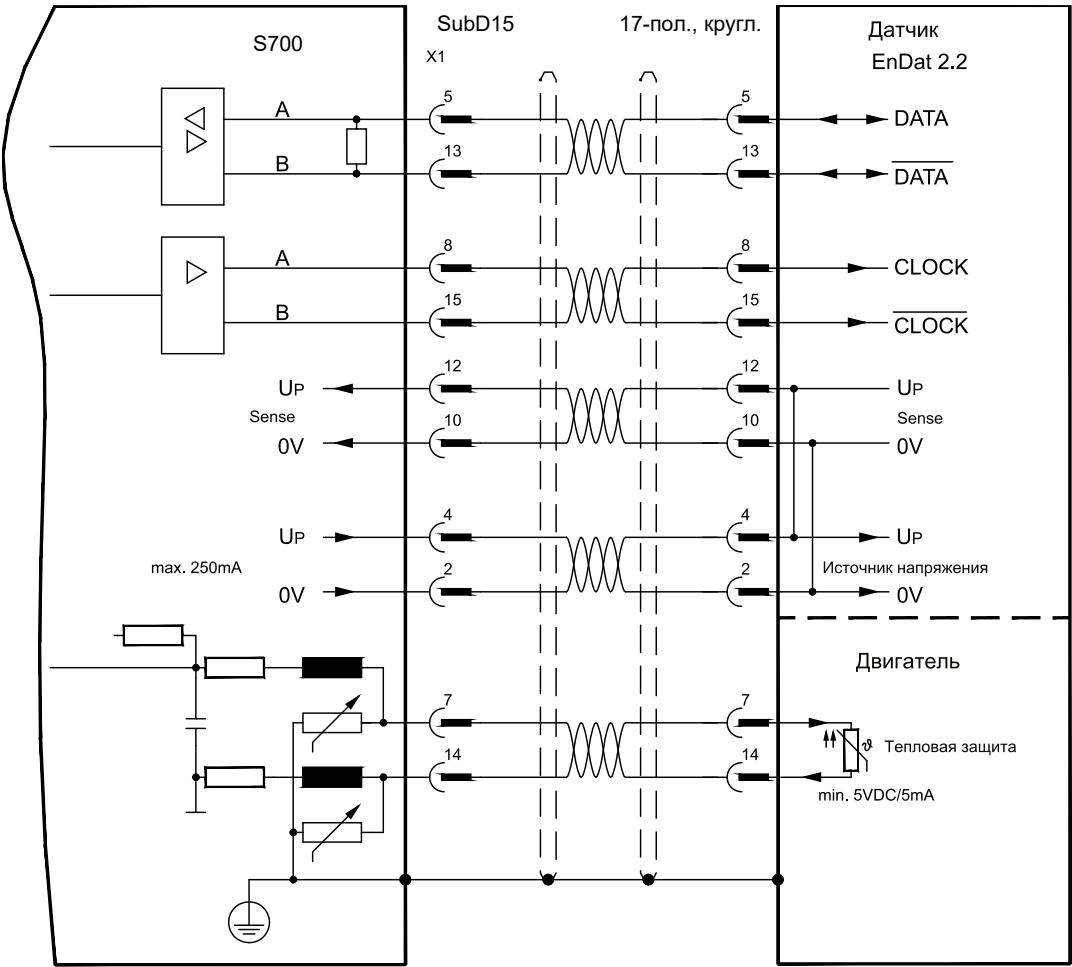 SubD15
17-пол., кругл.
Датчик
EnDat 2.2
S700
X1
A
5
5
DATA
B
13
13
DATA
A
8
8
CLOCK
B
15
15
CLOCK
UP
12
12
UP
Sense
Sense
0V
10
10
0V
UP
4
4
UP
max. 250mA
Источник напряжения
0V
2
2
0V
Двигатель
7
7
ϑ
Тепловая защита
14
14
min. 5VDC/5mA